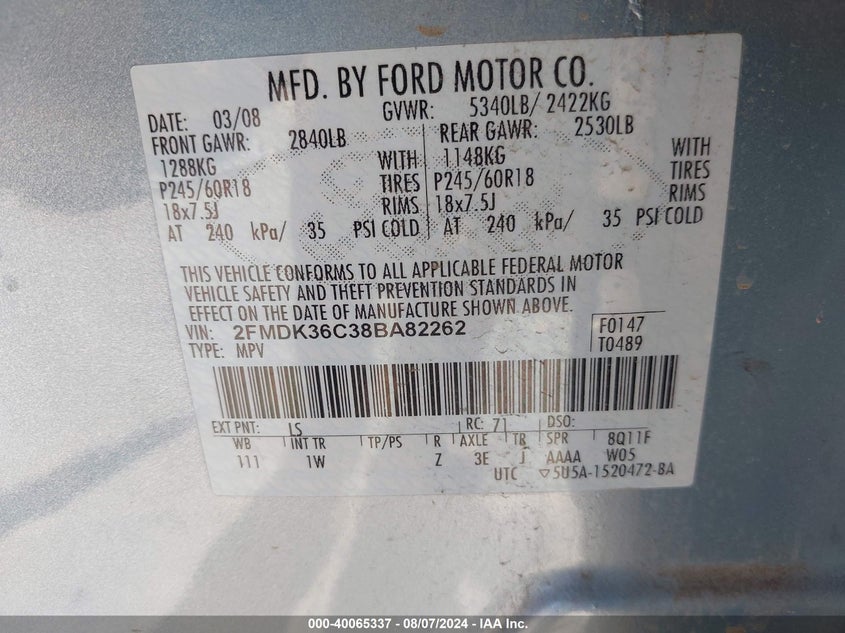 MFD. BY FORD MOTOR CO.
DATE: 03/08 GVWR: 5340LB/ 2422KG
FRONT GAWR: 2840LB REAR GAWR: 2530LB
1288KG WITH 1148KG WITH
P245/60R18 TIRES P245/60R18 TIRES
18x7.5J RIMS 18x7.5J RIMS
AT 240 kPa/ 35 PSI COLD AT 240 kPa/ 35 PSI COLD
THIS VEHICLE CONFORMS TO ALL APPLICABLE FEDERAL MOTOR
VEHICLE SAFETY AND THEFT PREVENTION STANDARDS IN
EFFECT ON THE DATE OF MANUFACTURE SHOWN ABOVE.
VIN: 2FMDK36C38BA82262 F0147
TYPE: MPV T0489
EXT PNT: LS RC: 71 DSO:
WB INT TR TP/PS R AXLE TR SPR 8Q11F
111 1W Z 3E J AAAA W05
UTC ▽5U5A-1520472-BA
000-40065337 - 08/07/2024 - IAA Inc.